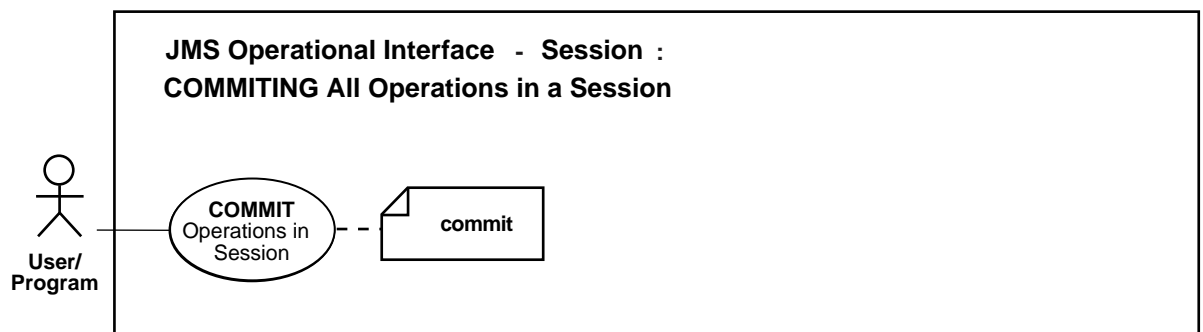 JMS Operational Interface - Session :
COMMITING All Operations in a Session
COMMIT
Operations in
Session
commit
User/
Program